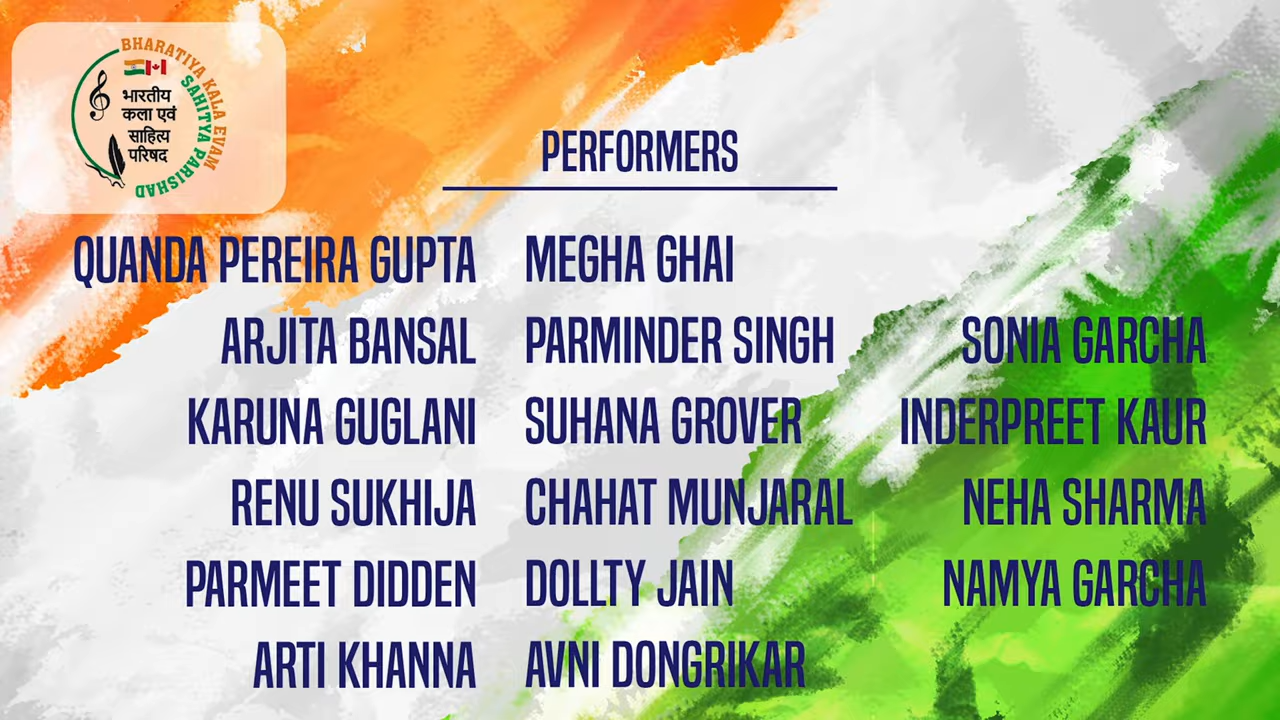 BHARATIYA KALA EVAM
SAHITYA PARISHAD
भारतीय
कला एवं
साहित्य
परिषद
PERFORMERS
QUANDA PEREIRA GUPTA
ARJITA BANSAL
KARUNA GUGLANI
RENU SUKHIJA
PARMEET DIDDEN
ARTI KHANNA
MEGHA GHAI
PARMINDER SINGH
SUHANA GROVER
CHAHAT MUNJARAL
DOLLTY JAIN
AVNI DONGRIKAR
SONIA GARCHA
INDERPREET KAUR
NEHA SHARMA
NAMYA GARCHA